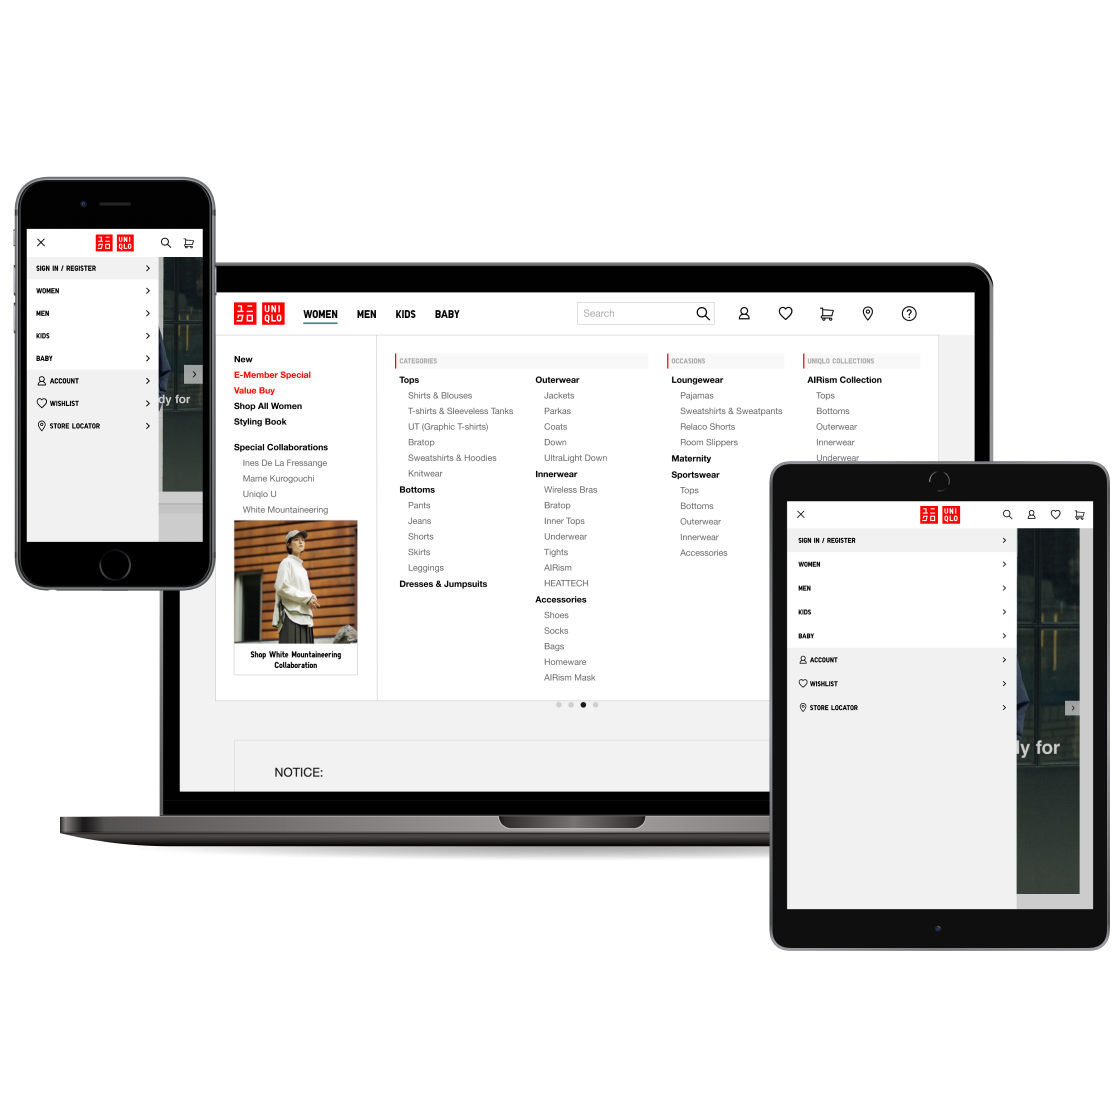 ユニ
クロ
UNI
QLO
SIGN IN / REGISTER
WOMEN
MEN
KIDS
BABY
ACCOUNT
WISHLIST
STORE LOCATOR
dy for
ユニ
クロ
UNI
QLO
WOMEN
MEN
KIDS
BABY
Search
New
E-Member Special
Value Buy
Shop All Women
Styling Book
Special Collaborations
Ines De La Fressange
Mame Kurogouchi
Uniqlo U
White Mountaineering
Shop White Mountaineering
Collaboration
CATEGORIES
Tops
Shirts & Blouses
T-shirts & Sleeveless Tanks
UT (Graphic T-shirts)
Bratop
Sweatshirts & Hoodies
Knitwear
Bottoms
Pants
Jeans
Shorts
Skirts
Leggings
Dresses & Jumpsuits
Outerwear
Jackets
Parkas
Coats
Down
UltraLight Down
Innerwear
Wireless Bras
Bratop
Inner Tops
Underwear
Tights
AIRism
HEATTECH
Accessories
Shoes
Socks
Bags
Homeware
AIRism Mask
OCCASIONS
Loungewear
Pajamas
Sweatshirts & Sweatpants
Relaco Shorts
Room Slippers
Maternity
Sportswear
Tops
Bottoms
Outerwear
Innerwear
Accessories
UNIQLO COLLECTIONS
AIRism Collection
Tops
Bottoms
Outerwear
Innerwear
Underwear
NOTICE:
ユニ
クロ
UNI
QLO
SIGN IN / REGISTER
WOMEN
MEN
KIDS
BABY
ACCOUNT
WISHLIST
STORE LOCATOR
ly for